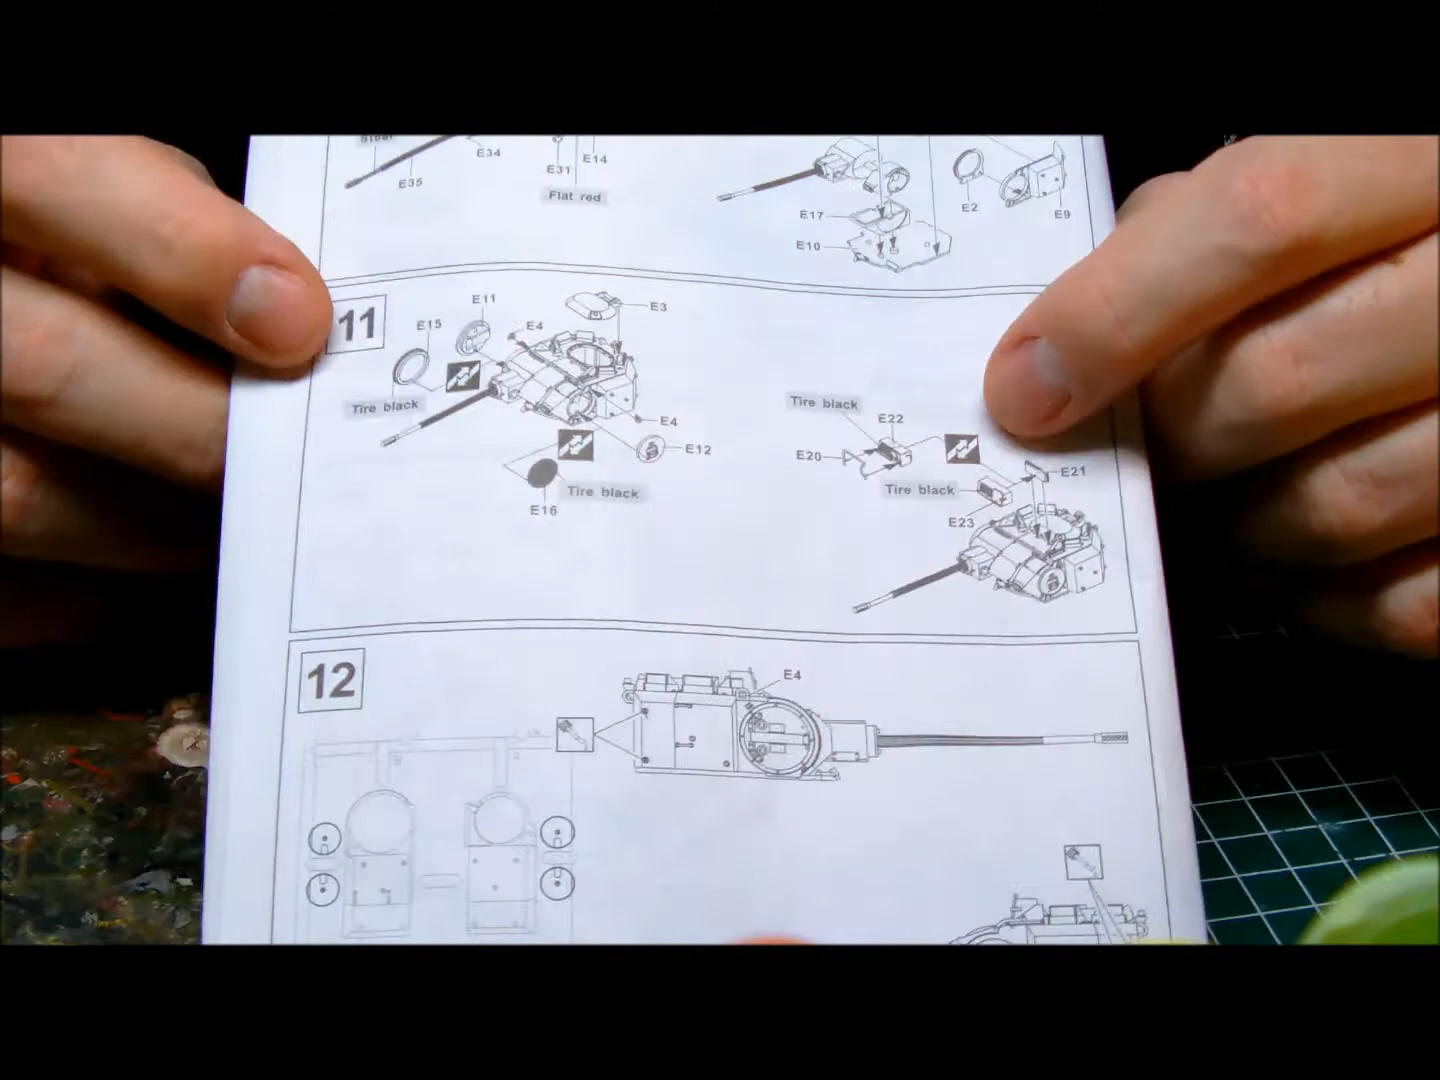 Steel
E34
E35
E31
E14
Flat red
E17
E10
E2
E9
11
E15
E11
E4
E3
Tire black
E4
E12
Tire black
E16
Tire black
E22
E20
Tire black
E21
E23
12
E4